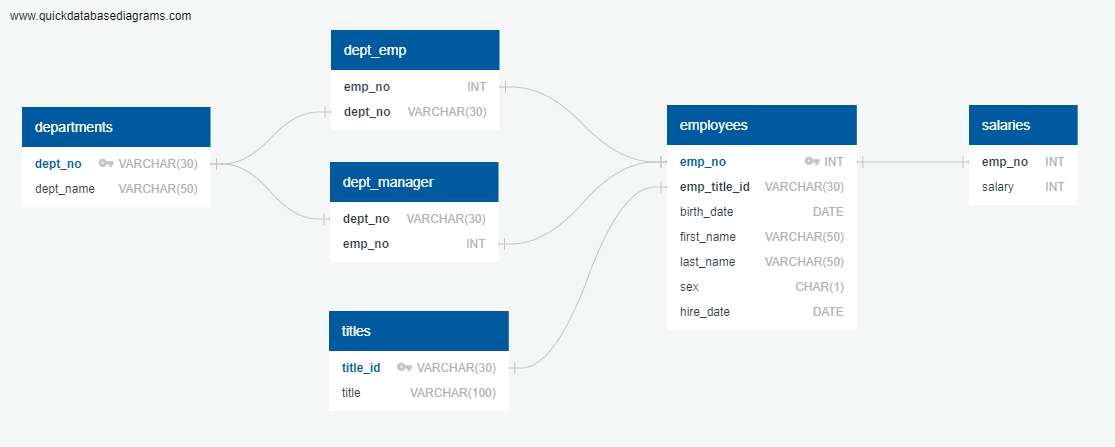 www.quickdatabasediagrams.com
departments
dept_no VARCHAR(30)
dept_name VARCHAR(50)
dept_emp
emp_no INT
dept_no VARCHAR(30)
dept_manager
dept_no VARCHAR(30)
emp_no INT
titles
title_id VARCHAR(30)
title VARCHAR(100)
employees
emp_no INT
emp_title_id VARCHAR(30)
birth_date DATE
first_name VARCHAR(50)
last_name VARCHAR(50)
sex CHAR(1)
hire_date DATE
salaries
emp_no INT
salary INT